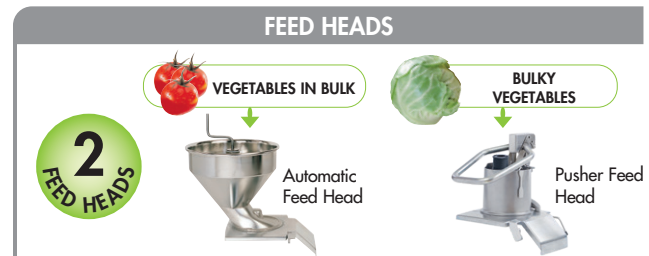 FEED HEADS
VEGETABLES IN BULK
BULKY
VEGETABLES
2
FEED HEADS
Automatic
Feed Head
Pusher Feed
Head